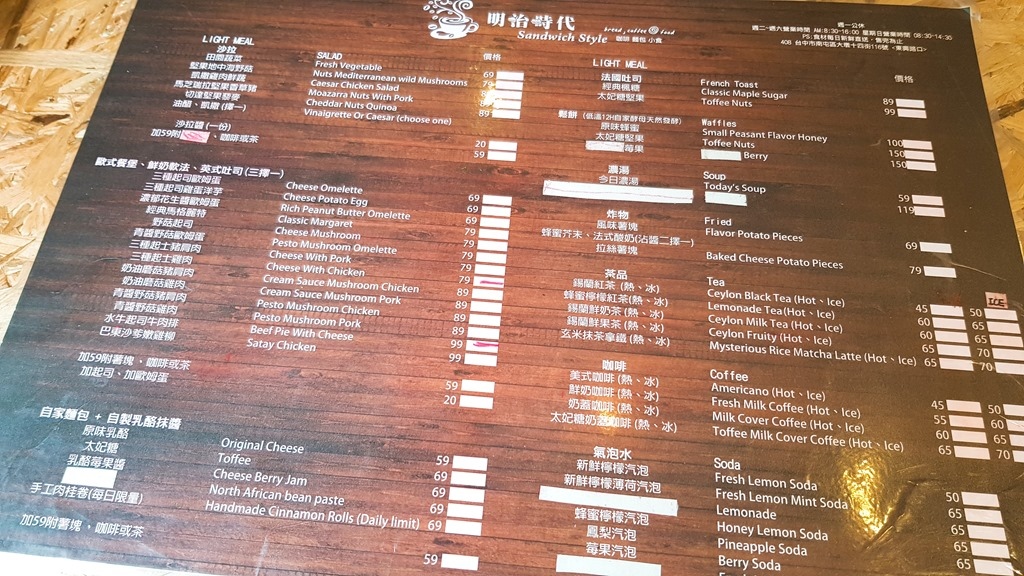 明治時代
bread, coffee & food
Sandwich Style 咖啡 麵包 小食
週一公休
週二~週六營業時間 AM:8:30-16:00 星期日營業時間 08:30-14:30
PS:食材每日新鮮直送,售完為止
408 台中市南屯區大墩十四街116號
LIGHT MEAL
沙拉 SALAD 價格
田園蔬菜 Fresh Vegetable 69
堅果地中海野菇 Nuts Mediterranean wild Mushrooms
凱撒雞肉鮮蔬 Caesar Chicken Salad
馬芝瑞拉堅果香草豬 Moazarra Nuts With Pork
切達堅果藜麥 Cheddar Nuts Quinoa 89
油醋、凱撒(擇一) Vinaigrette Or Caesar (choose one)
沙拉醬(一份) 20
加59附 、咖啡或茶 59
歐式餐堡、鮮奶軟法、英式吐司(三擇一)
三種起司歐姆蛋 Cheese Omelette 69
三種起司雞蛋洋芋 Cheese Potato Egg 69
濃郁花生醬歐姆蛋 Rich Peanut Butter Omelette 69
經典馬格麗特 Classic Margaret 79
野菇起司 Cheese Mushroom 79
青醬野菇歐姆蛋 Pesto Mushroom Omelette 79
三種起士豬肩肉 Cheese With Pork 79
三種起士雞肉 Cheese With Chicken 79
奶油磨菇豬肩肉 Cream Sauce Mushroom Chicken 89
奶油磨菇雞肉 Cream Sauce Mushroom Pork 89
青醬野菇豬肩肉 Pesto Mushroom Chicken 89
青醬野菇雞肉 Pesto Mushroom Pork 99
水牛起司牛肉排 Beef Pie With Cheese 99
巴東沙爹嫩雞柳 Satay Chicken
加59附薯塊、咖啡或茶 59
加起司、加歐姆蛋 20
自家麵包 + 自製乳酪抹醬
原味乳酪 Original Cheese 59
太妃糖 Toffee 69
乳酪莓果醬 Cheese Berry Jam 69
North African bean paste 69
手工肉桂卷(每日限量) Handmade Cinnamon Rolls (Daily limit) 69
加59附薯塊、咖啡或茶 59
LIGHT MEAL
法國吐司 French Toast 價格
經典楓糖 Classic Maple Sugar 89
太妃糖堅果 Toffee Nuts 99
鬆餅(低溫12H自家酵母天然發酵) Waffles
原味蜂蜜 Small Peasant Flavor Honey 100
太妃糖堅果 Toffee Nuts 150
莓果 Berry 150
濃湯 Soup
今日濃湯 Today's Soup 59
119
炸物 Fried
風味薯塊 Flavor Potato Pieces 69
蜂蜜芥末、法式酸奶(沾醬二擇一)
拉絲薯塊 Baked Cheese Potato Pieces 79
茶品 Tea ICE
錫蘭紅茶(熱、冰) Ceylon Black Tea (Hot、Ice) 45 50
蜂蜜檸檬紅茶(熱、冰) Lemonade Tea (Hot、Ice) 60 65
錫蘭鮮奶茶(熱、冰) Ceylon Milk Tea (Hot、Ice) 60 65
錫蘭鮮果茶(熱、冰) Ceylon Fruity (Hot、Ice) 65 70
玄米抹茶拿鐵(熱、冰) Mysterious Rice Matcha Latte (Hot、Ice) 65 70
咖啡 Coffee
美式咖啡(熱、冰) Americano (Hot、Ice) 45 50
鮮奶咖啡(熱、冰) Fresh Milk Coffee (Hot、Ice) 60
奶蓋咖啡(熱、冰) Milk Cover Coffee (Hot、Ice) 65
太妃糖奶蓋咖啡(熱、冰) Toffee Milk Cover Coffee (Hot、Ice) 65 70
氣泡水 Soda
新鮮檸檬汽泡 Fresh Lemon Soda 50
新鮮檸檬薄荷汽泡 Fresh Lemon Mint Soda 65
Lemonade 65
蜂蜜檸檬汽泡 Honey Lemon Soda 65
鳳梨汽泡 Pineapple Soda 65
莓果汽泡 Berry Soda